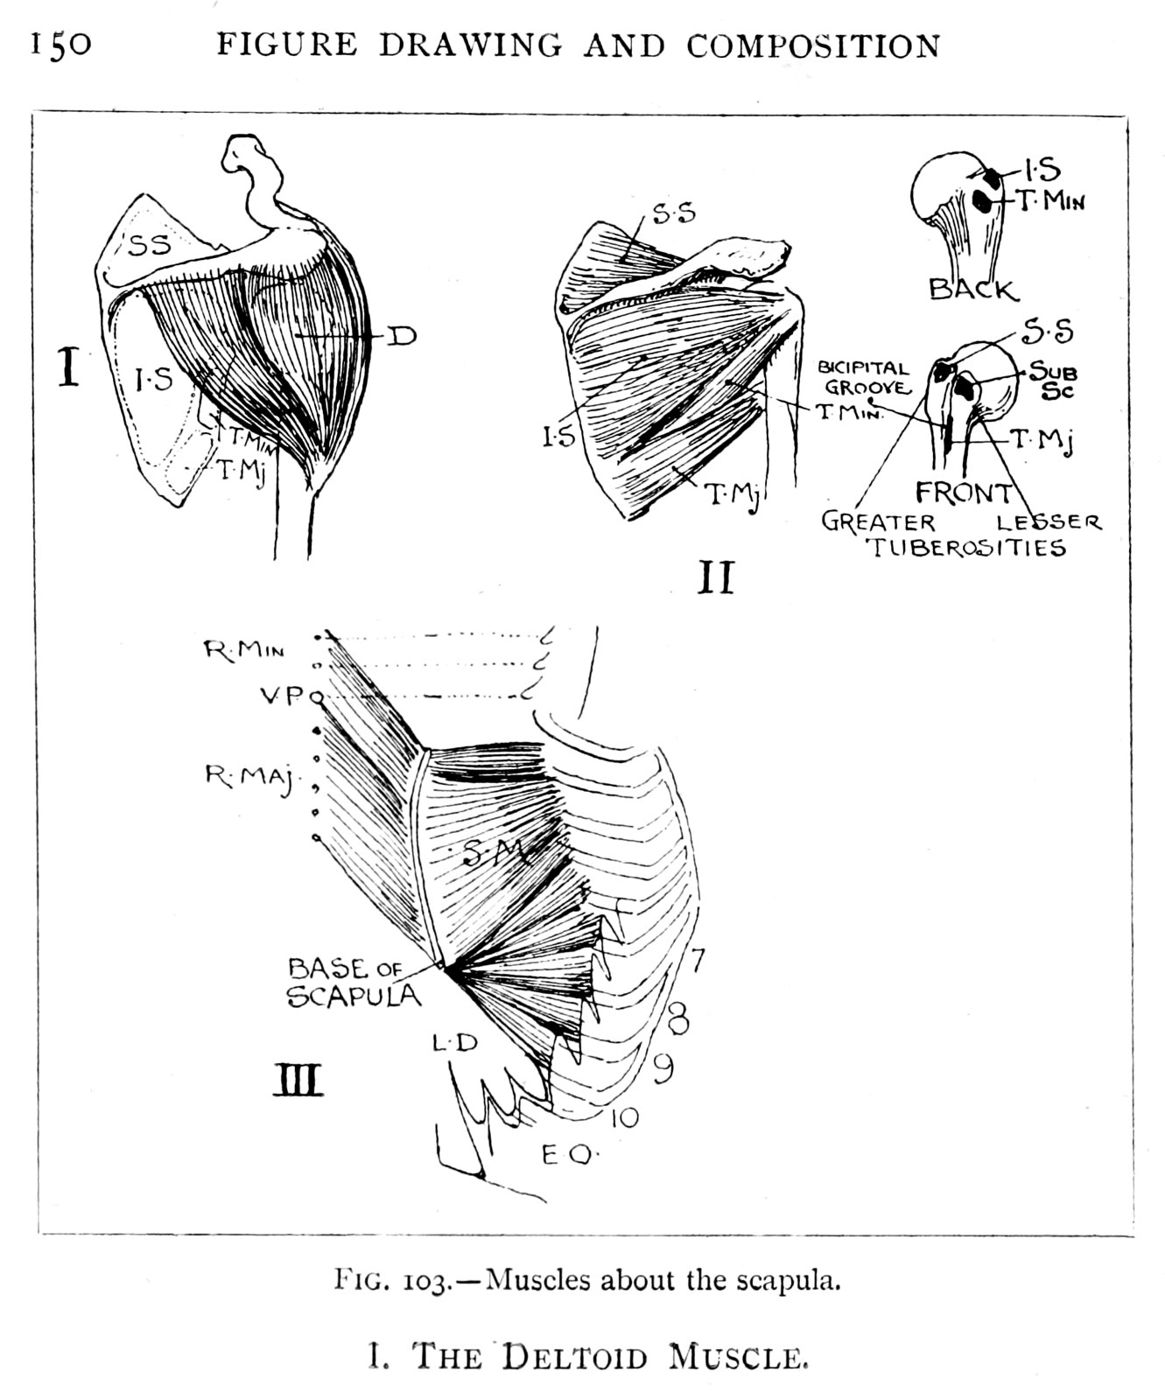 150 FIGURE DRAWING AND COMPOSITION
SS
I·S
D
I
T·MIN
T·Mj
S·S
I·S
T·MIN.
T·Mj
II
I·S
T·MIN
BACK
S·S
SUB
SC
BICIPITAL
GROOVE
T·Mj
FRONT
GREATER LESSER
TUBEROSITIES
R·MIN
V P
R·MAJ.
·S·M
BASE OF
SCAPULA
L·D
III
7
8
9
10
E O·
FIG. 103.—Muscles about the scapula.
I. THE DELTOID MUSCLE.